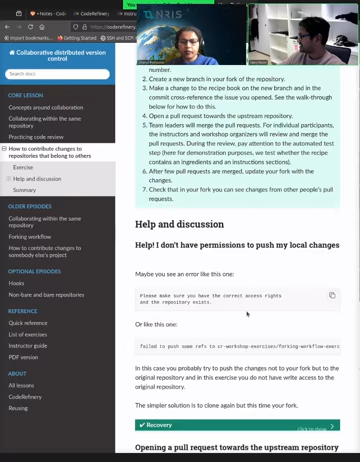 NRIS
Import bookmarks...
Getting Started
Collaborative distributed version
control
Search docs
CORE LESSON
Concepts around collaboration
Collaborating within the same
repository
Practicing code review
How to contribute changes to
repositories that belong to others
Exercise
Help and discussion
Summary
OLDER EPISODES
Collaborating within the same
repository
Forking workflow
How to contribute changes to
somebody else's project
OPTIONAL EPISODES
Hooks
Non-bare and bare repositories
REFERENCE
Quick reference
List of exercises
Instructor guide
PDF version
ABOUT
All lessons
CodeRefinery
Reusing
number.
2. Create a new branch in your fork of the repository.
3. Make a change to the recipe book on the new branch and in
the commit cross-reference the issue you opened. See the walk-through
below for how to do this.
4. Open a pull request towards the upstream repository.
5. Team leaders will merge the pull requests. For individual participants,
the instructors and workshop organizers will review and merge the
pull requests. During the review, pay attention to the automated test
step (here for demonstration purposes, we test whether the recipe
contains an ingredients and an instructions section).
6. After few pull requests are merged, update your fork with the
changes.
7. Check that in your fork you can see changes from other people's pull
requests.
Help and discussion
Help! I don't have permissions to push my local changes
Maybe you see an error like this one:
Please make sure you have the correct access rights
and the repository exists.
Or like this one:
failed to push some refs to cr-workshop-exercises/forking-workflow-exerc
In this case you probably try to push the changes not to your fork but to the
original repository and in this exercise you do not have write access to the
original repository.
The simpler solution is to clone again but this time your fork.
✔ Recovery
Click to show
Opening a pull request towards the upstream repository